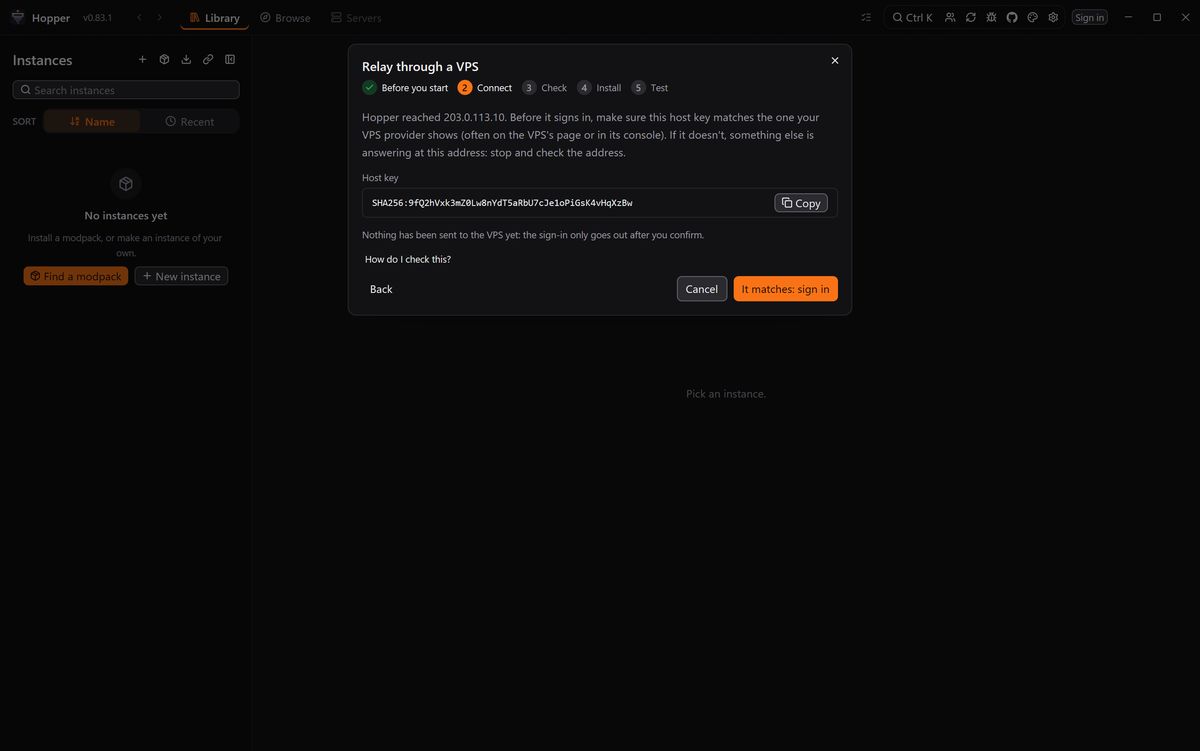 Hopper v0.83.1 Library Browse Servers Ctrl K Sign in
Instances
Search instances
SORT Name Recent
No instances yet
Install a modpack, or make an instance of your
own.
Find a modpack New instance
Relay through a VPS
Before you start 2 Connect 3 Check 4 Install 5 Test
Hopper reached 203.0.113.10. Before it signs in, make sure this host key matches the one your
VPS provider shows (often on the VPS's page or in its console). If it doesn't, something else is
answering at this address: stop and check the address.
Host key
SHA256:9fQ2hVxk3mZ0Lw8nYdT5aRbU7cJe1oPiGsK4vHqXzBw Copy
Nothing has been sent to the VPS yet: the sign-in only goes out after you confirm.
How do I check this?
Back Cancel It matches: sign in
Pick an instance.